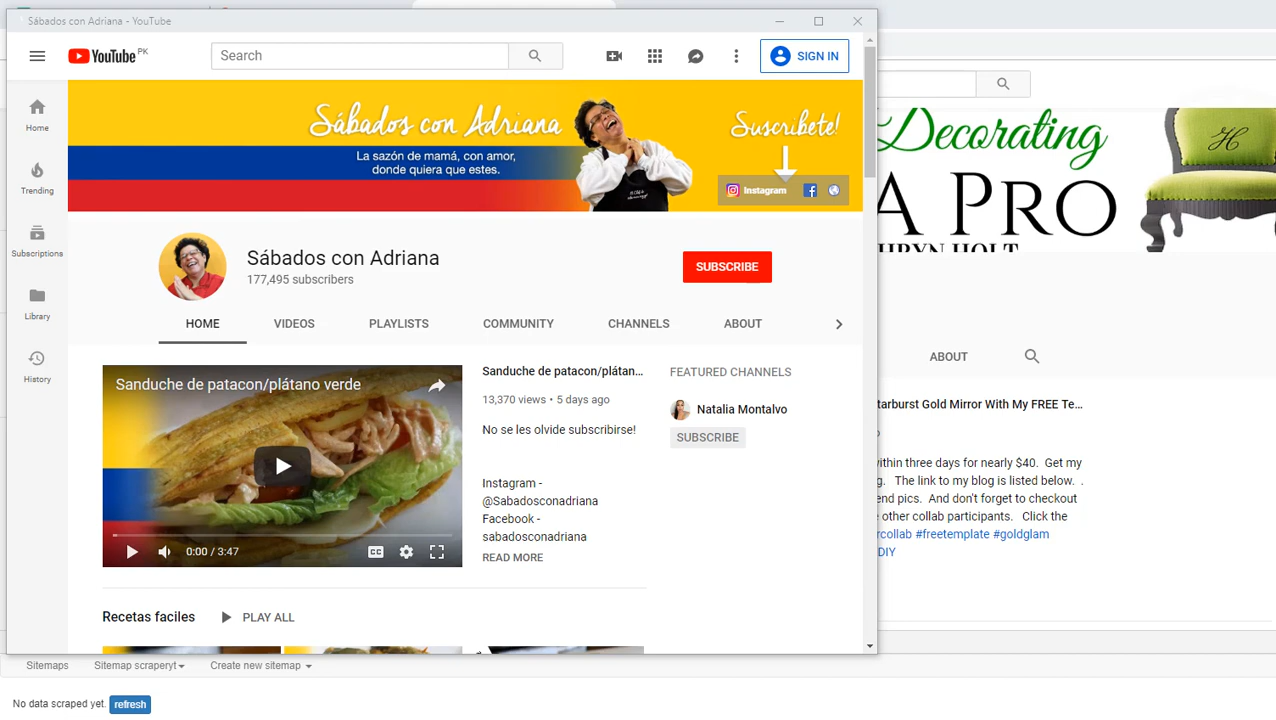 Sábados con Adriana - YouTube
YouTube PK
Search
SIGN IN
Home
Trending
Subscriptions
Library
History
Sábados con Adriana
La sazón de mamá, con amor,
donde quiera que estes.
Suscribete!
Instagram
Sábados con Adriana
177,495 subscribers
SUBSCRIBE
HOME
VIDEOS
PLAYLISTS
COMMUNITY
CHANNELS
ABOUT
Sanduche de patacon/plátano verde
0:00 / 3:47
CC
Sanduche de patacon/plátan...
13,370 views • 5 days ago
No se les olvide subscribirse!
Instagram -
@Sabadosconadriana
Facebook -
sabadosconadriana
READ MORE
FEATURED CHANNELS
Natalia Montalvo
SUBSCRIBE
Recetas faciles
PLAY ALL
Decorating
A PRO
HRYN HOLT
H
ABOUT
tarburst Gold Mirror With My FREE Te...
within three days for nearly $40. Get my
g. The link to my blog is listed below. .
end pics. And don't forget to checkout
e other collab participants. Click the
rcollab #freetemplate #goldglam
DIY
Sitemaps
Sitemap scraperyt
Create new sitemap
No data scraped yet.
refresh